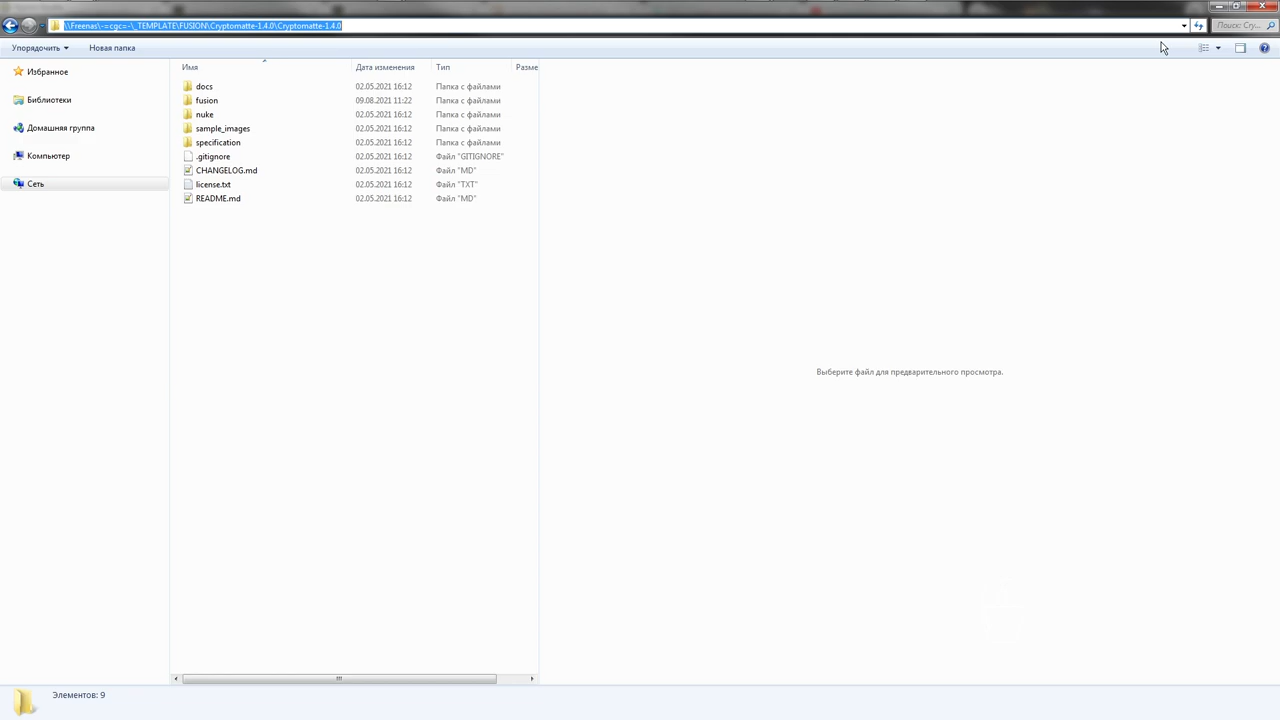 \\Freenas\-=cgc=-\_TEMPLATE\FUSION\Cryptomatte-1.4.0\Cryptomatte-1.4.0
Поиск: Cry...
Упорядочить
Новая папка
Имя
Дата изменения
Тип
Разме
Избранное
Библиотеки
Домашняя группа
Компьютер
Сеть
docs 02.05.2021 16:12 Папка с файлами
fusion 09.08.2021 11:22 Папка с файлами
nuke 02.05.2021 16:12 Папка с файлами
sample_images 02.05.2021 16:12 Папка с файлами
specification 02.05.2021 16:12 Папка с файлами
.gitignore 02.05.2021 16:12 Файл "GITIGNORE"
CHANGELOG.md 02.05.2021 16:12 Файл "MD"
license.txt 02.05.2021 16:12 Файл "TXT"
README.md 02.05.2021 16:12 Файл "MD"
Выберите файл для предварительного просмотра.
Элементов: 9